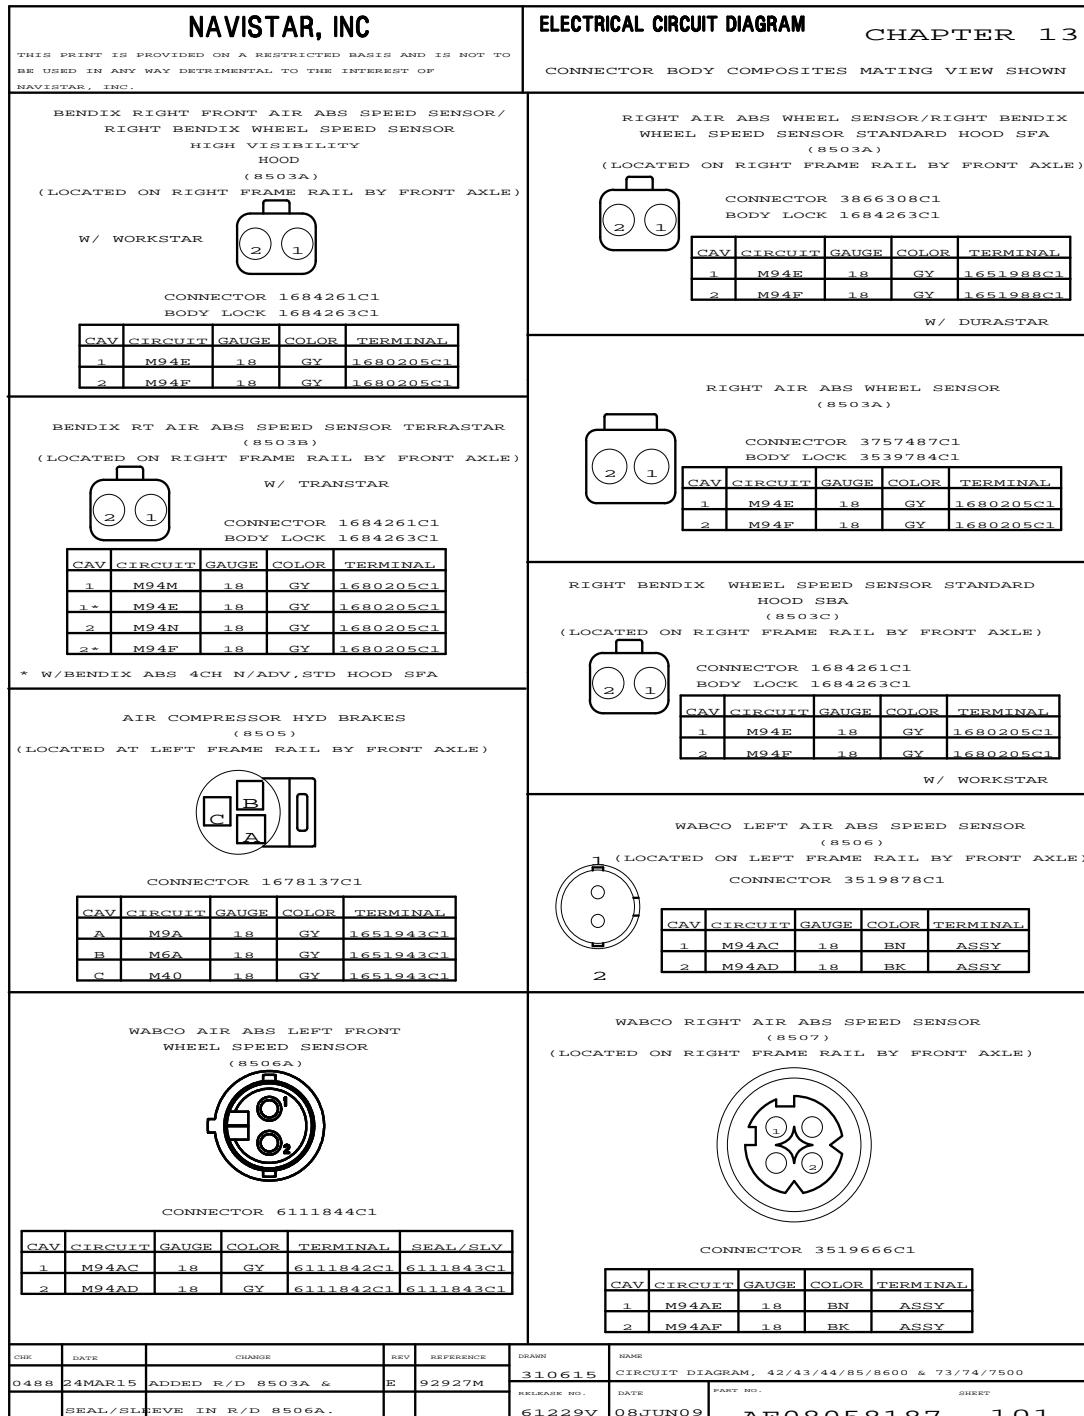 NAVISTAR, INC
THIS PRINT IS PROVIDED ON A RESTRICTED BASIS AND IS NOT TO
BE USED IN ANY WAY DETRIMENTAL TO THE INTEREST OF
NAVISTAR, INC.
ELECTRICAL CIRCUIT DIAGRAM
CHAPTER 13
CONNECTOR BODY COMPOSITES MATING VIEW SHOWN
BENDIX RIGHT FRONT AIR ABS SPEED SENSOR/
RIGHT BENDIX WHEEL SPEED SENSOR
HIGH VISIBILITY
HOOD
(8503A)
(LOCATED ON RIGHT FRAME RAIL BY FRONT AXLE)
W/ WORKSTAR
2 1
CONNECTOR 1684261C1
BODY LOCK 1684263C1
CAV CIRCUIT GAUGE COLOR TERMINAL
1 M94E 18 GY 1680205C1
2 M94F 18 GY 1680205C1
BENDIX RT AIR ABS SPEED SENSOR TERRASTAR
(8503B)
(LOCATED ON RIGHT FRAME RAIL BY FRONT AXLE)
W/ TRANSTAR
2 1
CONNECTOR 1684261C1
BODY LOCK 1684263C1
CAV CIRCUIT GAUGE COLOR TERMINAL
1 M94M 18 GY 1680205C1
1* M94E 18 GY 1680205C1
2 M94N 18 GY 1680205C1
2* M94F 18 GY 1680205C1
* W/BENDIX ABS 4CH N/ADV,STD HOOD SFA
AIR COMPRESSOR HYD BRAKES
(8505)
(LOCATED AT LEFT FRAME RAIL BY FRONT AXLE)
B
C
A
CONNECTOR 1678137C1
CAV CIRCUIT GAUGE COLOR TERMINAL
A M9A 18 GY 1651943C1
B M6A 18 GY 1651943C1
C M40 18 GY 1651943C1
WABCO AIR ABS LEFT FRONT
WHEEL SPEED SENSOR
(8506A)
1
2
CONNECTOR 6111844C1
CAV CIRCUIT GAUGE COLOR TERMINAL SEAL/SLV
1 M94AC 18 GY 6111842C1 6111843C1
2 M94AD 18 GY 6111842C1 6111843C1
RIGHT AIR ABS WHEEL SENSOR/RIGHT BENDIX
WHEEL SPEED SENSOR STANDARD HOOD SFA
(8503A)
(LOCATED ON RIGHT FRAME RAIL BY FRONT AXLE)
2 1
CONNECTOR 3866308C1
BODY LOCK 1684263C1
CAV CIRCUIT GAUGE COLOR TERMINAL
1 M94E 18 GY 1651988C1
2 M94F 18 GY 1651988C1
W/ DURASTAR
RIGHT AIR ABS WHEEL SENSOR
(8503A)
2 1
CONNECTOR 3757487C1
BODY LOCK 3539784C1
CAV CIRCUIT GAUGE COLOR TERMINAL
1 M94E 18 GY 1680205C1
2 M94F 18 GY 1680205C1
RIGHT BENDIX WHEEL SPEED SENSOR STANDARD
HOOD SBA
(8503C)
(LOCATED ON RIGHT FRAME RAIL BY FRONT AXLE)
2 1
CONNECTOR 1684261C1
BODY LOCK 1684263C1
CAV CIRCUIT GAUGE COLOR TERMINAL
1 M94E 18 GY 1680205C1
2 M94F 18 GY 1680205C1
W/ WORKSTAR
WABCO LEFT AIR ABS SPEED SENSOR
(8506)
(LOCATED ON LEFT FRAME RAIL BY FRONT AXLE)
1
2
CONNECTOR 3519878C1
CAV CIRCUIT GAUGE COLOR TERMINAL
1 M94AC 18 BN ASSY
2 M94AD 18 BK ASSY
WABCO RIGHT AIR ABS SPEED SENSOR
(8507)
(LOCATED ON RIGHT FRAME RAIL BY FRONT AXLE)
1
2
CONNECTOR 3519666C1
CAV CIRCUIT GAUGE COLOR TERMINAL
1 M94AE 18 BN ASSY
2 M94AF 18 BK ASSY
CHK DATE CHANGE REV REFERENCE
0488 24MAR15 ADDED R/D 8503A & E 92927M
SEAL/SLEEVE IN R/D 8506A.
DRAWN NAME
310615 CIRCUIT DIAGRAM, 42/43/44/85/8600 & 73/74/7500
RELEASE NO. DATE PART NO. SHEET
61229Y 08JUN09 AE08058187 101